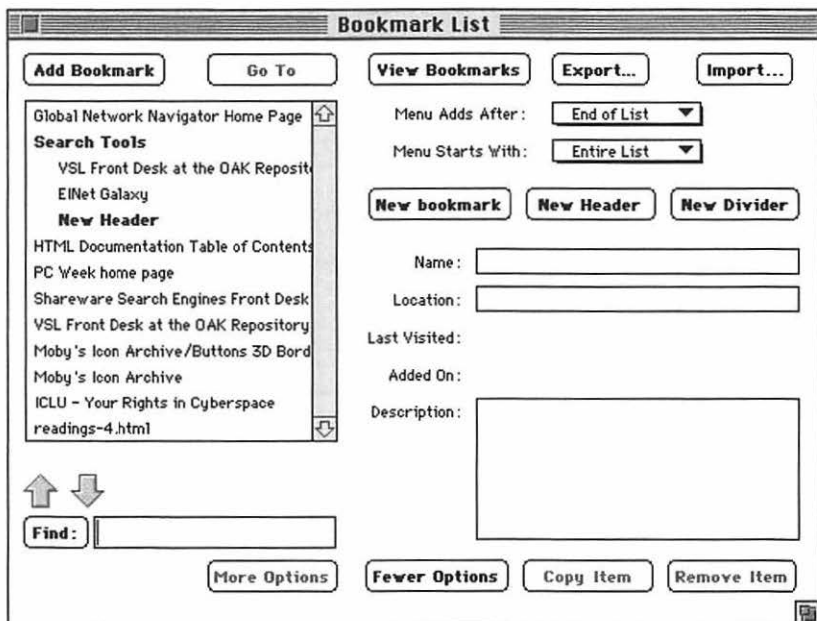 Bookmark List
Add Bookmark
Go To
View Bookmarks
Export...
Import...
Global Network Navigator Home Page
Search Tools
VSL Front Desk at the OAK Reposit
EINet Galaxy
New Header
HTML Documentation Table of Contents
PC Week home page
Shareware Search Engines Front Desk
VSL Front Desk at the OAK Repository
Moby's Icon Archive/Buttons 3D Bord
Moby's Icon Archive
ICLU - Your Rights in Cyberspace
readings-4.html
Find:
More Options
Menu Adds After: End of List
Menu Starts With: Entire List
New bookmark
New Header
New Divider
Name:
Location:
Last Visited:
Added On:
Description:
Fewer Options
Copy Item
Remove Item